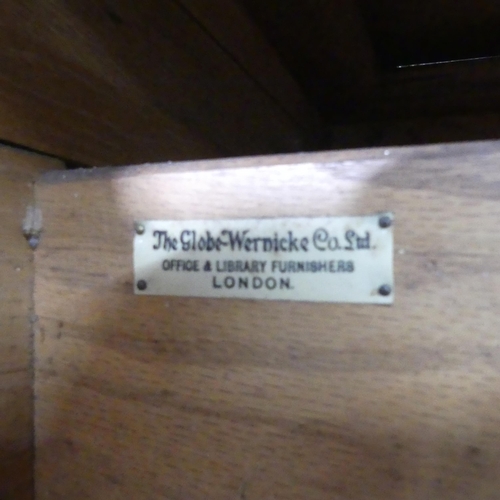 The Globe-Wernicke Co. Ltd.
OFFICE & LIBRARY FURNISHERS
LONDON.